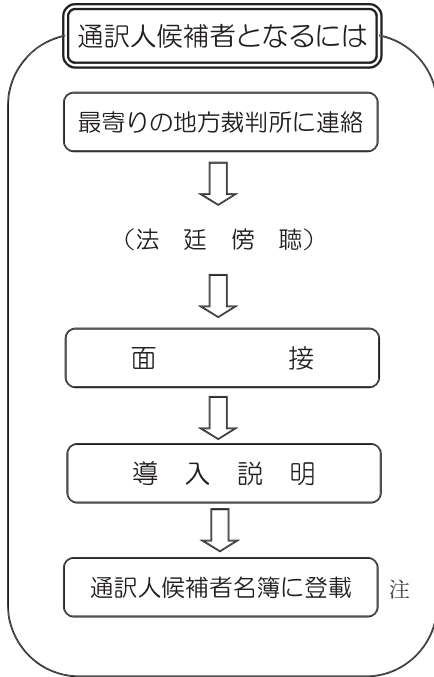 通訳人候補者となるには
最寄りの地方裁判所に連絡
（法　廷　傍　聴）
面　　　　　接
導　入　説　明
通訳人候補者名簿に登載　注